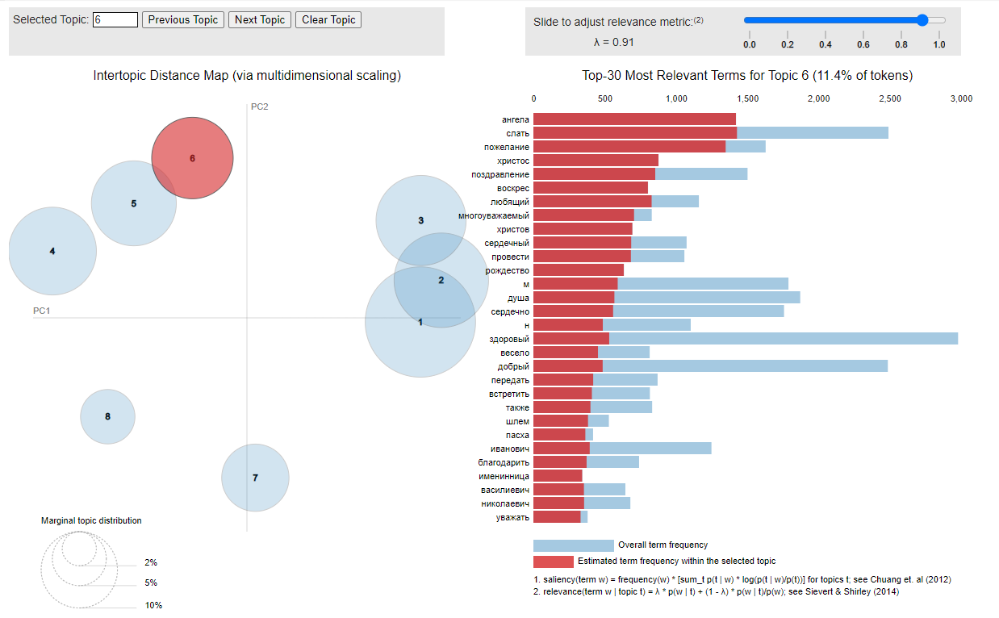 Selected Topic: 6 Previous Topic Next Topic Clear Topic
Slide to adjust relevance metric:(2)
λ = 0.91
0.0 0.2 0.4 0.6 0.8 1.0
Intertopic Distance Map (via multidimensional scaling)
PC2
PC1
6
5
4
3
2
1
8
7
Marginal topic distribution
2%
5%
10%
Top-30 Most Relevant Terms for Topic 6 (11.4% of tokens)
0 500 1,000 1,500 2,000 2,500 3,000
ангела
слать
пожелание
христос
поздравление
воскрес
любящий
многоуважаемый
христов
сердечный
провести
рождество
м
душа
сердечно
н
здоровый
весело
добрый
передать
встретить
также
шлем
пасха
иванович
благодарить
именинница
василиевич
николаевич
уважать
Overall term frequency
Estimated term frequency within the selected topic
1. saliency(term w) = frequency(w) * [sum_t p(t | w) * log(p(t | w)/p(t))] for topics t; see Chuang et. al (2012)
2. relevance(term w | topic t) = λ * p(w | t) + (1 - λ) * p(w | t)/p(w); see Sievert & Shirley (2014)